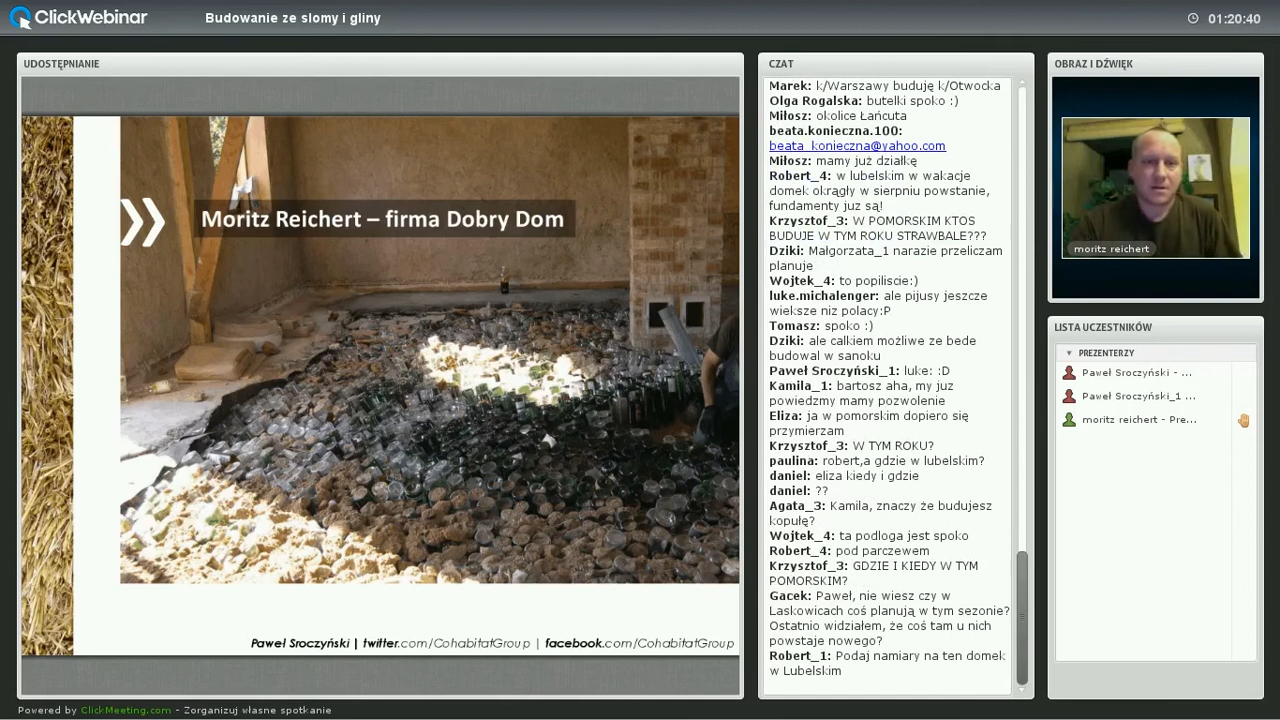 ClickWebinar
Budowanie ze slomy i gliny
01:20:40
UDOSTĘPNIANIE
Moritz Reichert – firma Dobry Dom
Paweł Sroczyński | twitter.com/CohabitatGroup | facebook.com/CohabitatGroup
CZAT
Marek: k/Warszawy buduję k/Otwocka
Olga Rogalska: butelki spoko :)
Miłosz: okolice Łańcuta
beata.konieczna.100:
beata_konieczna@yahoo.com
Miłosz: mamy już działkę
Robert_4: w lubelskim w wakacje
domek okrągły w sierpniu powstanie,
fundamenty juz są!
Krzysztof_3: W POMORSKIM KTOS
BUDUJE W TYM ROKU STRAWBALE???
Dziki: Małgorzata_1 narazie przeliczam
planuje
Wojtek_4: to popiliscie:)
luke.michalenger: ale pijusy jeszcze
wieksze niz polacy:P
Tomasz: spoko :)
Dziki: ale calkiem możliwe ze bede
budowal w sanoku
Paweł Sroczyński_1: luke: :D
Kamila_1: bartosz aha, my juz
powiedzmy mamy pozwolenie
Eliza: ja w pomorskim dopiero się
przymierzam
Krzysztof_3: W TYM ROKU?
paulina: robert,a gdzie w lubelskim?
daniel: eliza kiedy i gdzie
daniel: ??
Agata_3: Kamila, znaczy że budujesz
kopułę?
Wojtek_4: ta podloga jest spoko
Robert_4: pod parczewem
Krzysztof_3: GDZIE I KIEDY W TYM
POMORSKIM?
Gacek: Paweł, nie wiesz czy w
Laskowicach coś planują w tym sezonie?
Ostatnio widziałem, że coś tam u nich
powstaje nowego?
Robert_1: Podaj namiary na ten domek
w Lubelskim
OBRAZ I DŹWIĘK
moritz reichert
LISTA UCZESTNIKÓW
PREZENTERZY
Paweł Sroczyński - ...
Paweł Sroczyński_1 ...
moritz reichert - Pre...
Powered by ClickMeeting.com - Zorganizuj własne spotkanie